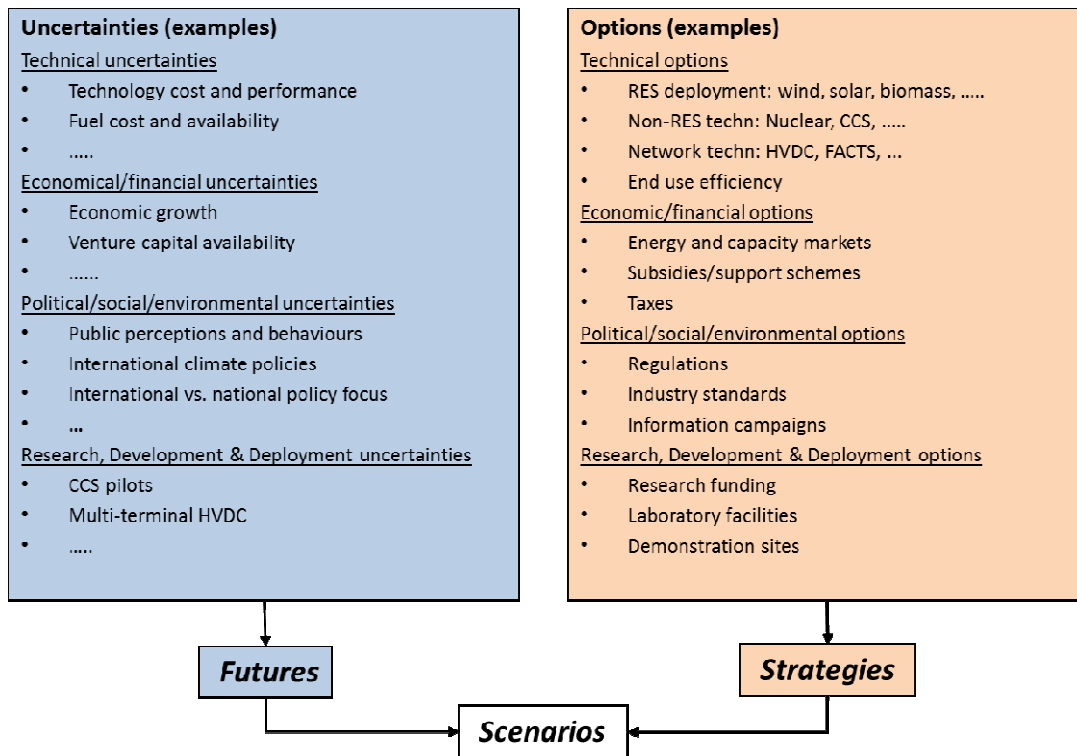 Uncertainties (examples)
Technical uncertainties
• Technology cost and performance
• Fuel cost and availability
• .....
Economical/financial uncertainties
• Economic growth
• Venture capital availability
• ......
Political/social/environmental uncertainties
• Public perceptions and behaviours
• International climate policies
• International vs. national policy focus
• ...
Research, Development & Deployment uncertainties
• CCS pilots
• Multi-terminal HVDC
• .....
Options (examples)
Technical options
• RES deployment: wind, solar, biomass, .....
• Non-RES techn: Nuclear, CCS, .....
• Network techn: HVDC, FACTS, ...
• End use efficiency
Economic/financial options
• Energy and capacity markets
• Subsidies/support schemes
• Taxes
Political/social/environmental options
• Regulations
• Industry standards
• Information campaigns
Research, Development & Deployment options
• Research funding
• Laboratory facilities
• Demonstration sites
Futures
Strategies
Scenarios